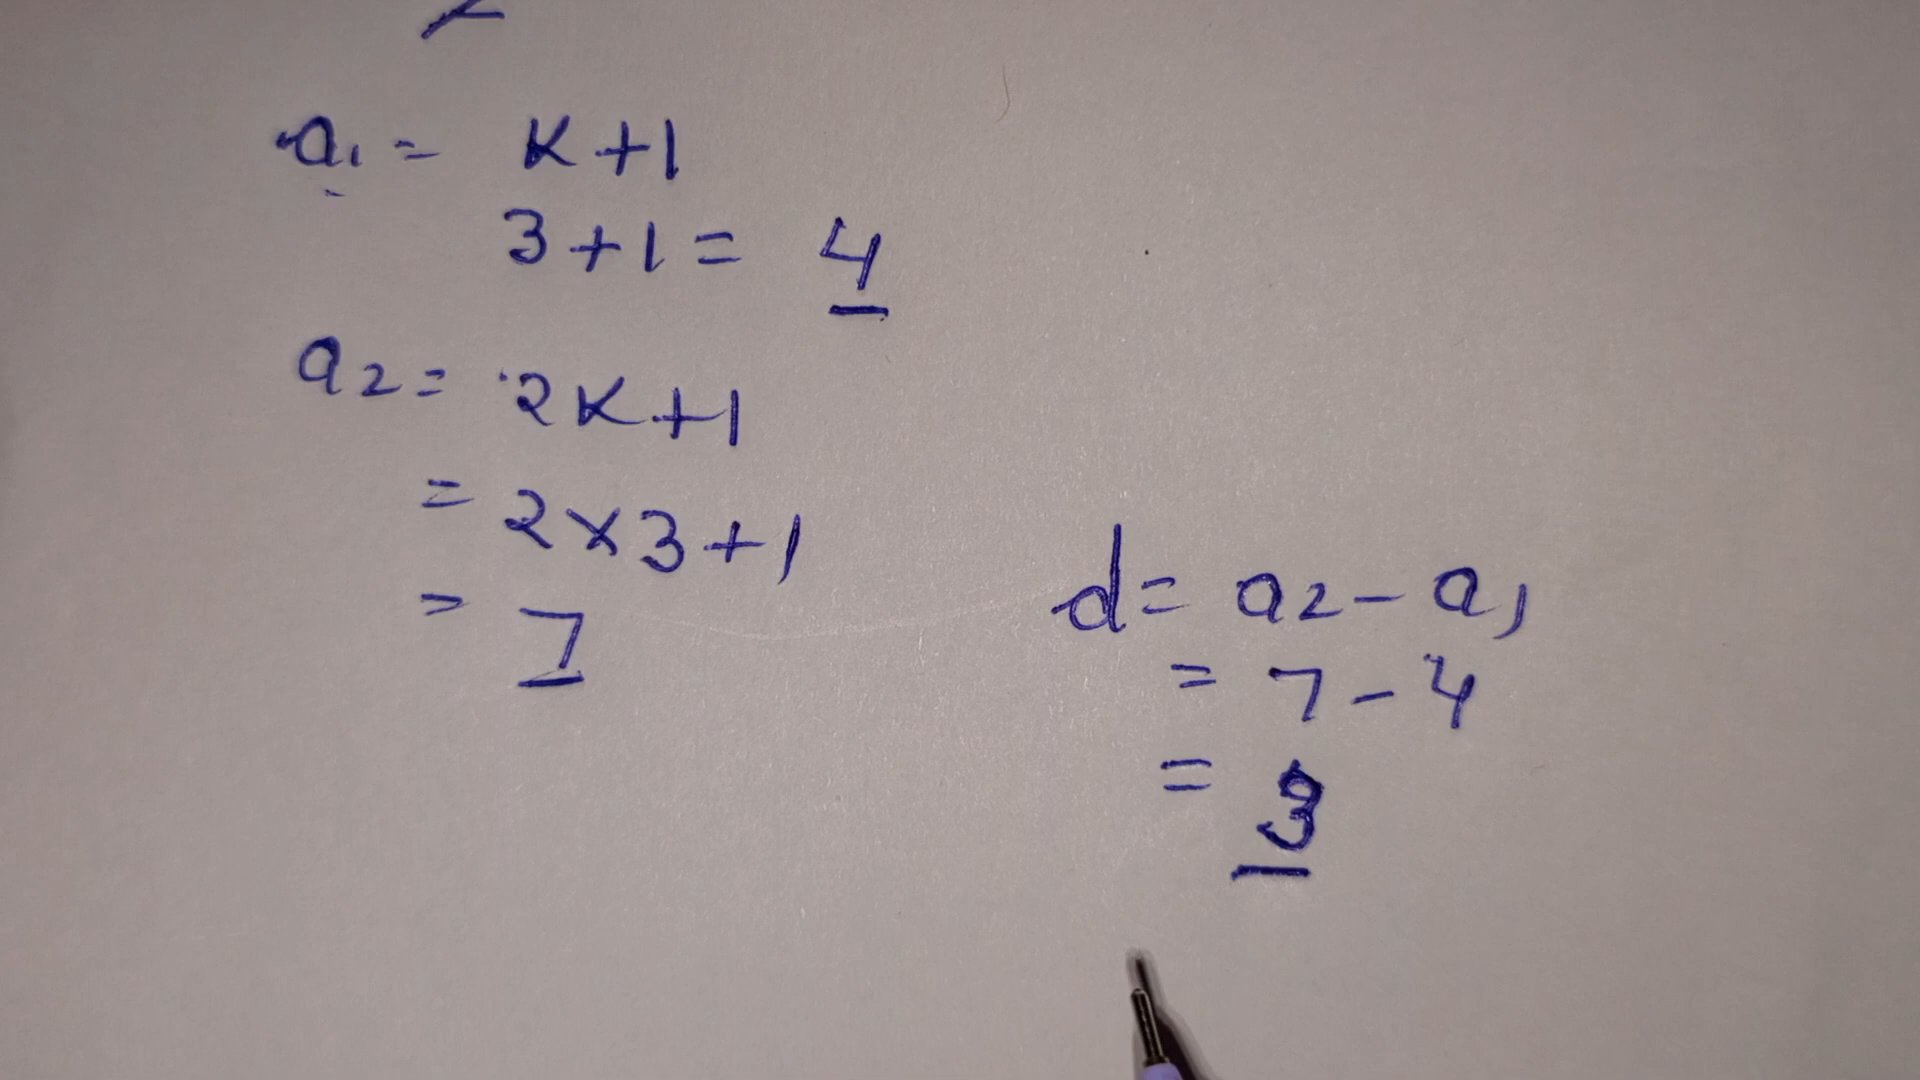 a₁ = K+1
3+1 = 4
a₂ = 2K+1
= 2×3+1
= 7
d = a₂ - a₁
= 7 - 4
= 3